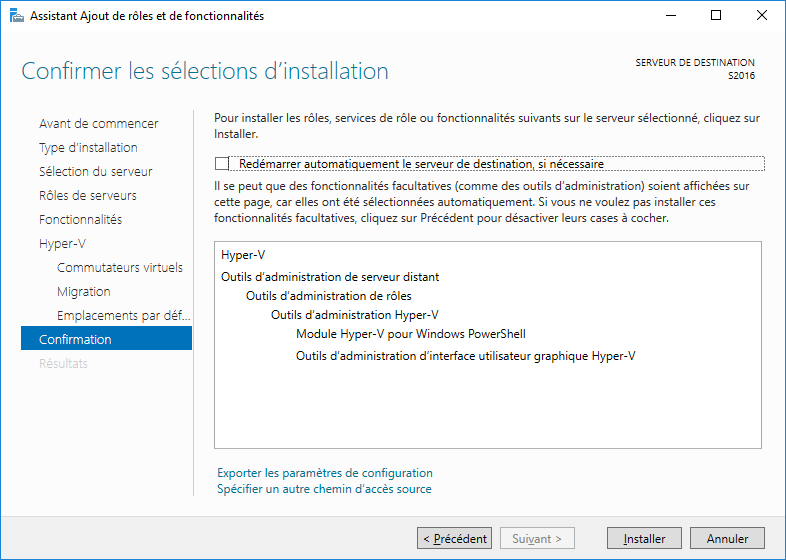 Assistant Ajout de rôles et de fonctionnalités
Confirmer les sélections d'installation
SERVEUR DE DESTINATION
S2016
Avant de commencer
Type d'installation
Sélection du serveur
Rôles de serveurs
Fonctionnalités
Hyper-V
Commutateurs virtuels
Migration
Emplacements par déf...
Confirmation
Résultats
Pour installer les rôles, services de rôle ou fonctionnalités suivants sur le serveur sélectionné, cliquez sur
Installer.
Redémarrer automatiquement le serveur de destination, si nécessaire
Il se peut que des fonctionnalités facultatives (comme des outils d'administration) soient affichées sur
cette page, car elles ont été sélectionnées automatiquement. Si vous ne voulez pas installer ces
fonctionnalités facultatives, cliquez sur Précédent pour désactiver leurs cases à cocher.
Hyper-V
Outils d'administration de serveur distant
Outils d'administration de rôles
Outils d'administration Hyper-V
Module Hyper-V pour Windows PowerShell
Outils d'administration d'interface utilisateur graphique Hyper-V
Exporter les paramètres de configuration
Spécifier un autre chemin d'accès source
< Précédent
Suivant >
Installer
Annuler